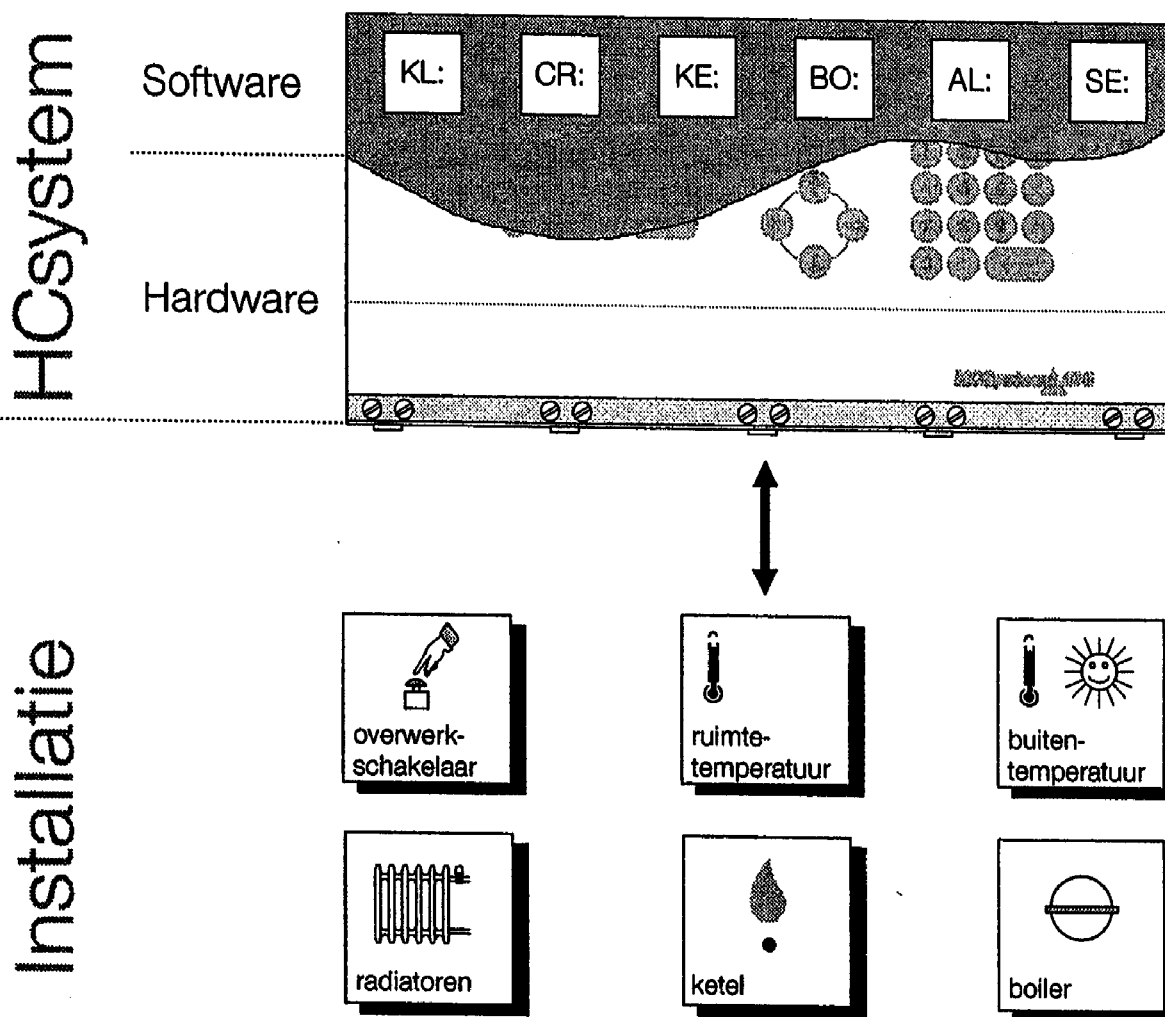 HCsystem
Software
KL:
CR:
KE:
BO:
AL:
SE:
Hardware
Installatie
overwerk-
schakelaar
ruimte-
temperatuur
buiten-
temperatuur
radiatoren
ketel
boiler